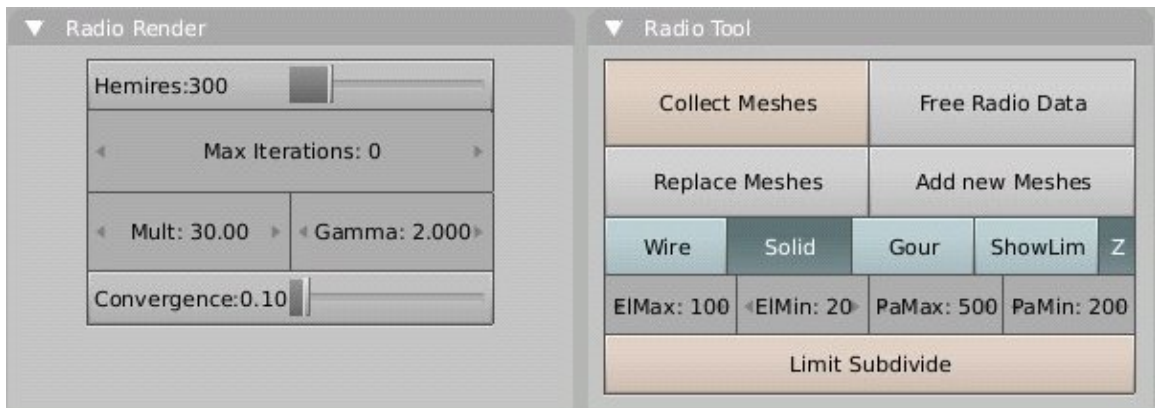 Radio Render
Hemires:300
Max Iterations: 0
Mult: 30.00 Gamma: 2.000
Convergence:0.10
Radio Tool
Collect Meshes Free Radio Data
Replace Meshes Add new Meshes
Wire Solid Gour ShowLim Z
ElMax: 100 ElMin: 20 PaMax: 500 PaMin: 200
Limit Subdivide